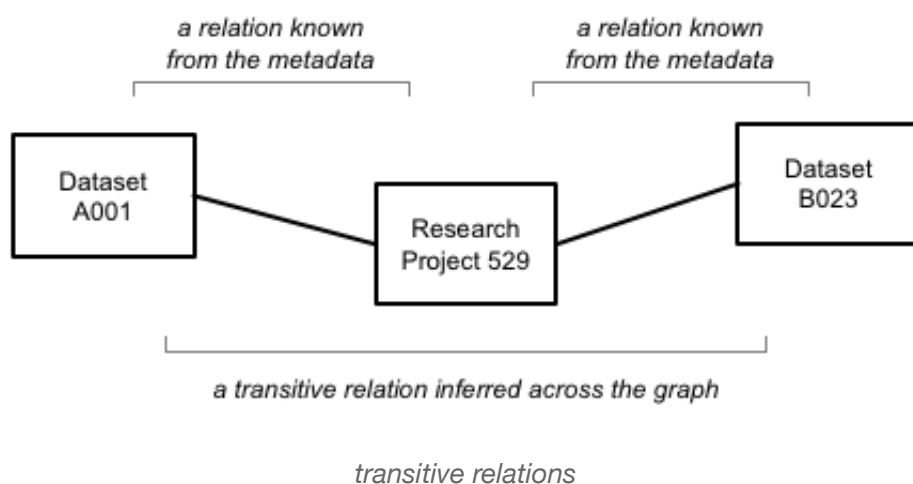 a relation known
from the metadata
a relation known
from the metadata
Dataset
A001
Research
Project 529
Dataset
B023
a transitive relation inferred across the graph
transitive relations